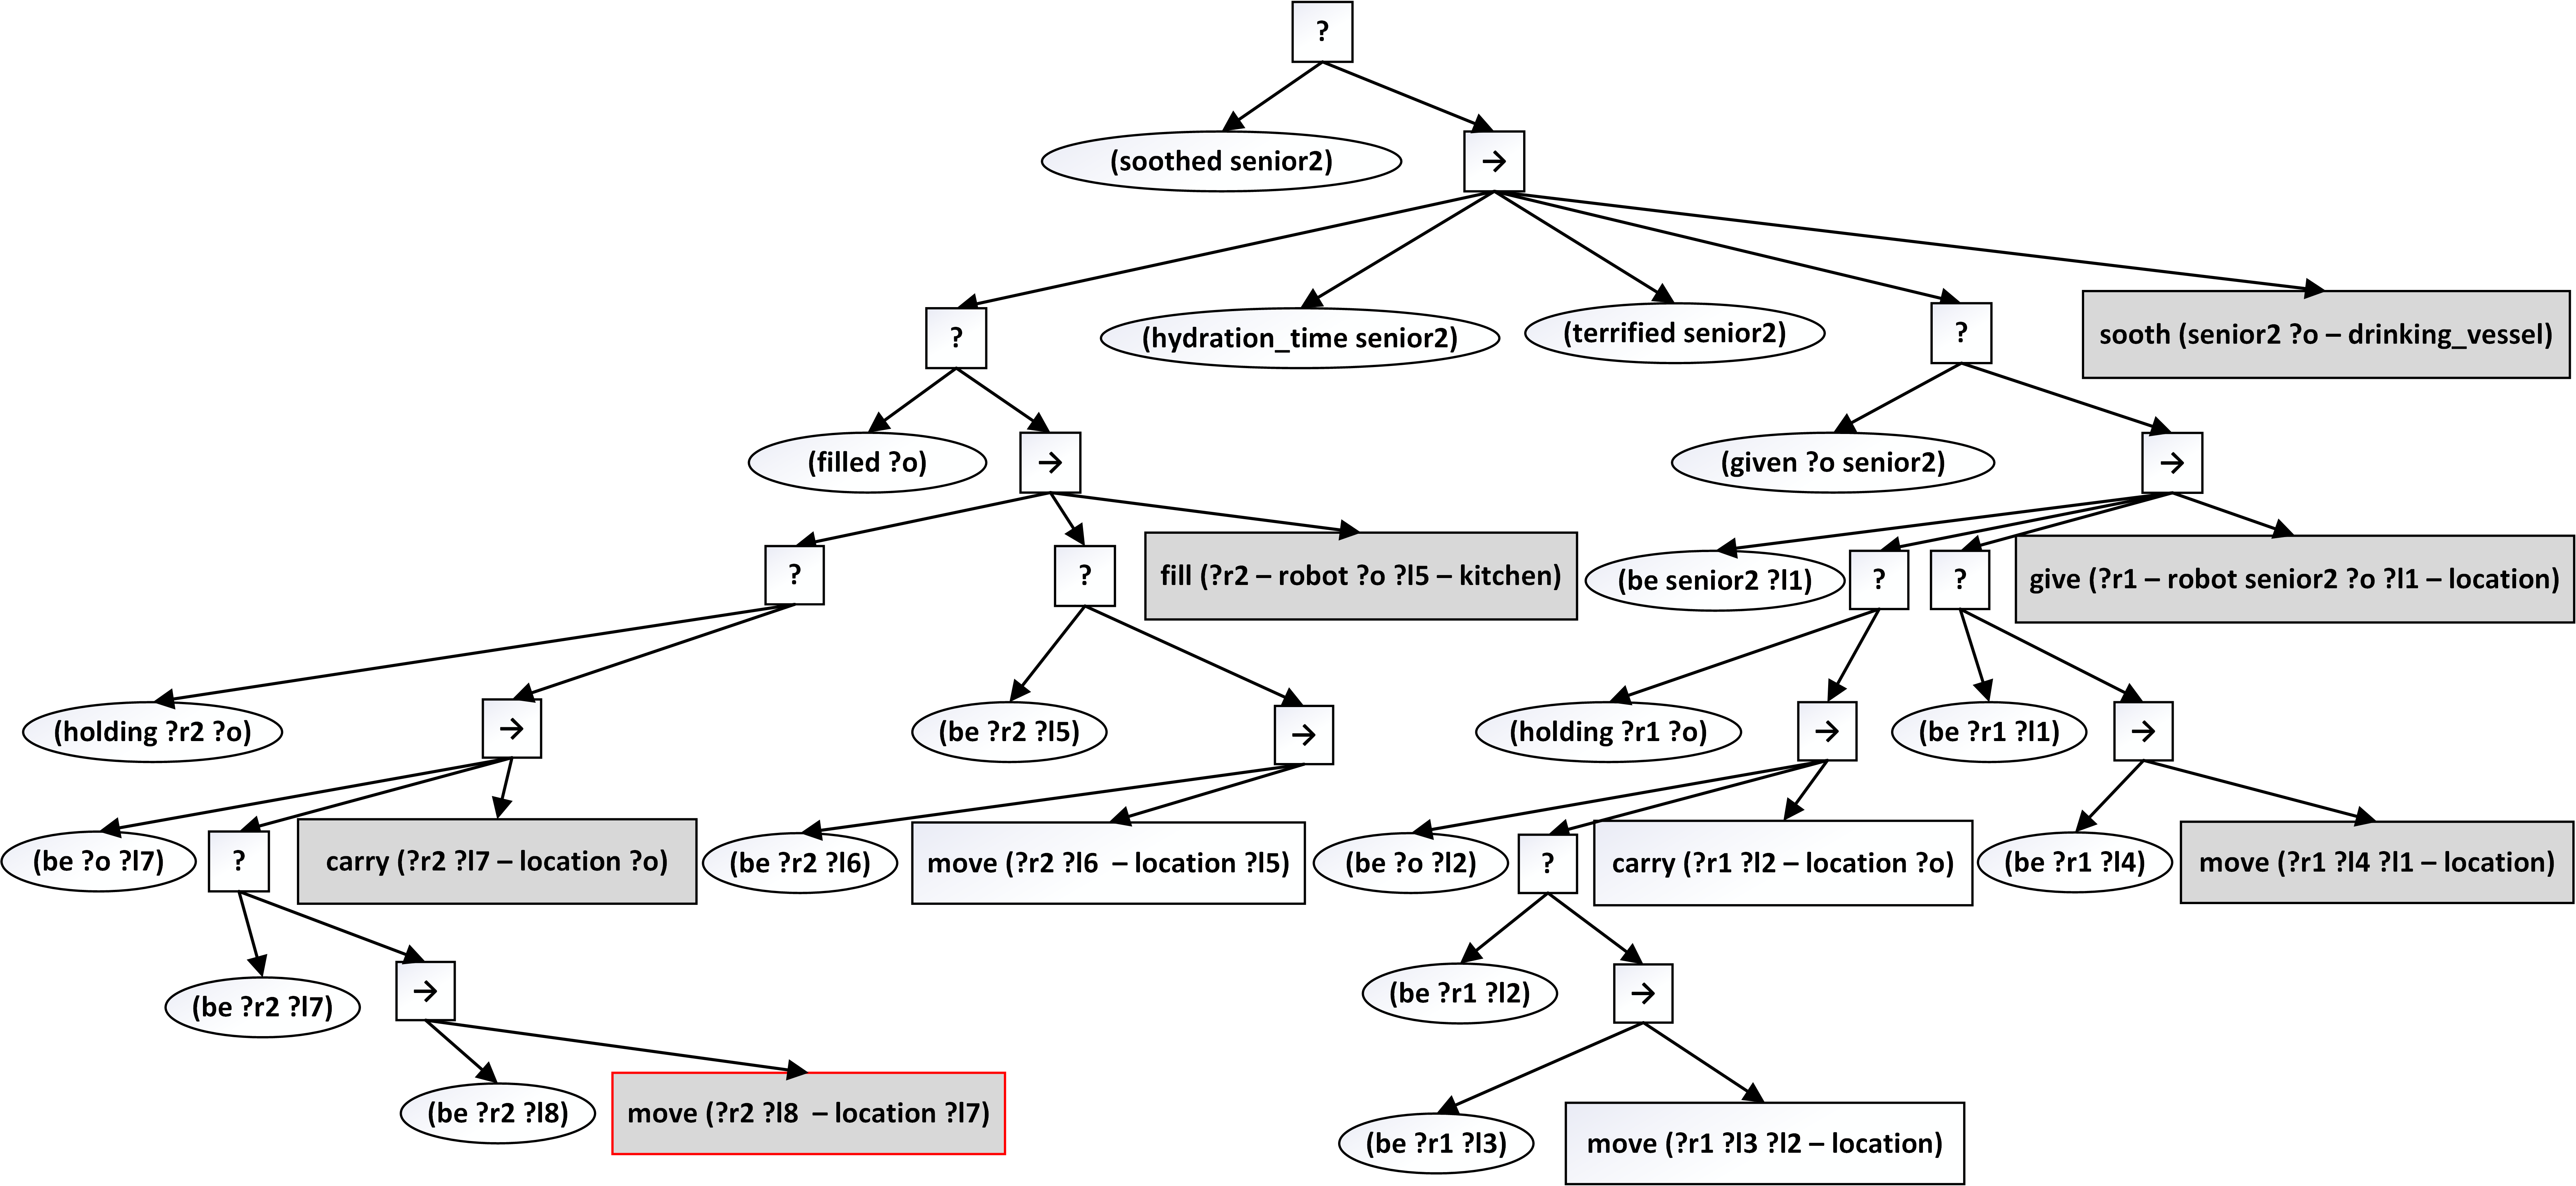 ?
(soothed senior2)
→
?
(hydration_time senior2)
(terrified senior2)
?
sooth (senior2 ?o – drinking_vessel)
(filled ?o)
→
(given ?o senior2)
→
?
?
fill (?r2 – robot ?o ?l5 – kitchen)
(be senior2 ?l1)
?
?
give (?r1 – robot senior2 ?o ?l1 – location)
(holding ?r2 ?o)
→
(be ?r2 ?l5)
→
(holding ?r1 ?o)
→
(be ?r1 ?l1)
→
(be ?o ?l7)
?
carry (?r2 ?l7 – location ?o)
(be ?r2 ?l6)
move (?r2 ?l6 – location ?l5)
(be ?o ?l2)
?
carry (?r1 ?l2 – location ?o)
(be ?r1 ?l4)
move (?r1 ?l4 ?l1 – location)
(be ?r2 ?l7)
→
(be ?r1 ?l2)
→
(be ?r2 ?l8)
move (?r2 ?l8 – location ?l7)
(be ?r1 ?l3)
move (?r1 ?l3 ?l2 – location)